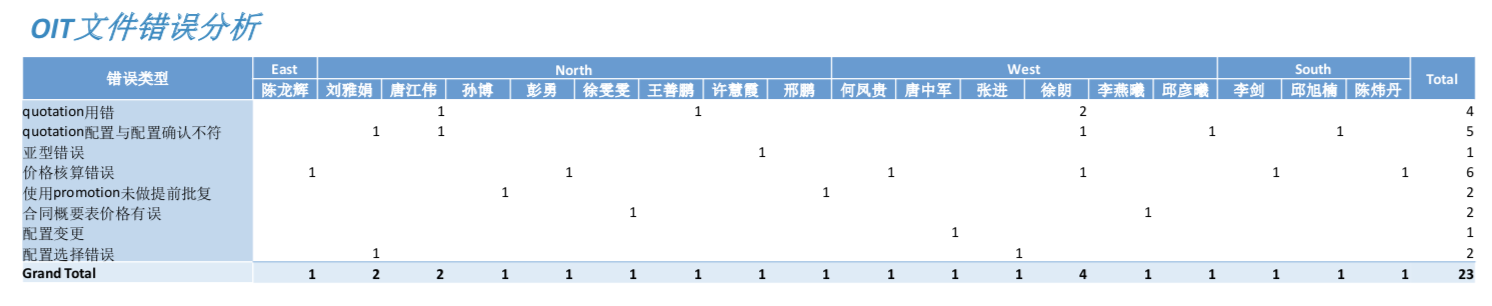 OIT文件错误分析
错误类型 East North West South Total
陈龙辉 刘雅娟 唐江伟 孙博 彭勇 徐雯雯 王善鹏 许慧霞 邢鹏 何凤贵 唐中军 张进 徐朗 李燕曦 邱彦曦 李剑 邱旭楠 陈炜丹
quotation用错 1 1 2 4
quotation配置与配置确认不符 1 1 1 1 1 5
亚型错误 1 1
价格核算错误 1 1 1 1 1 1 6
使用promotion未做提前批复 1 1 2
合同概要表价格有误 1 1 2
配置变更 1 1
配置选择错误 1 1 2
Grand Total 1 2 2 1 1 1 1 1 1 1 1 1 4 1 1 1 1 1 23